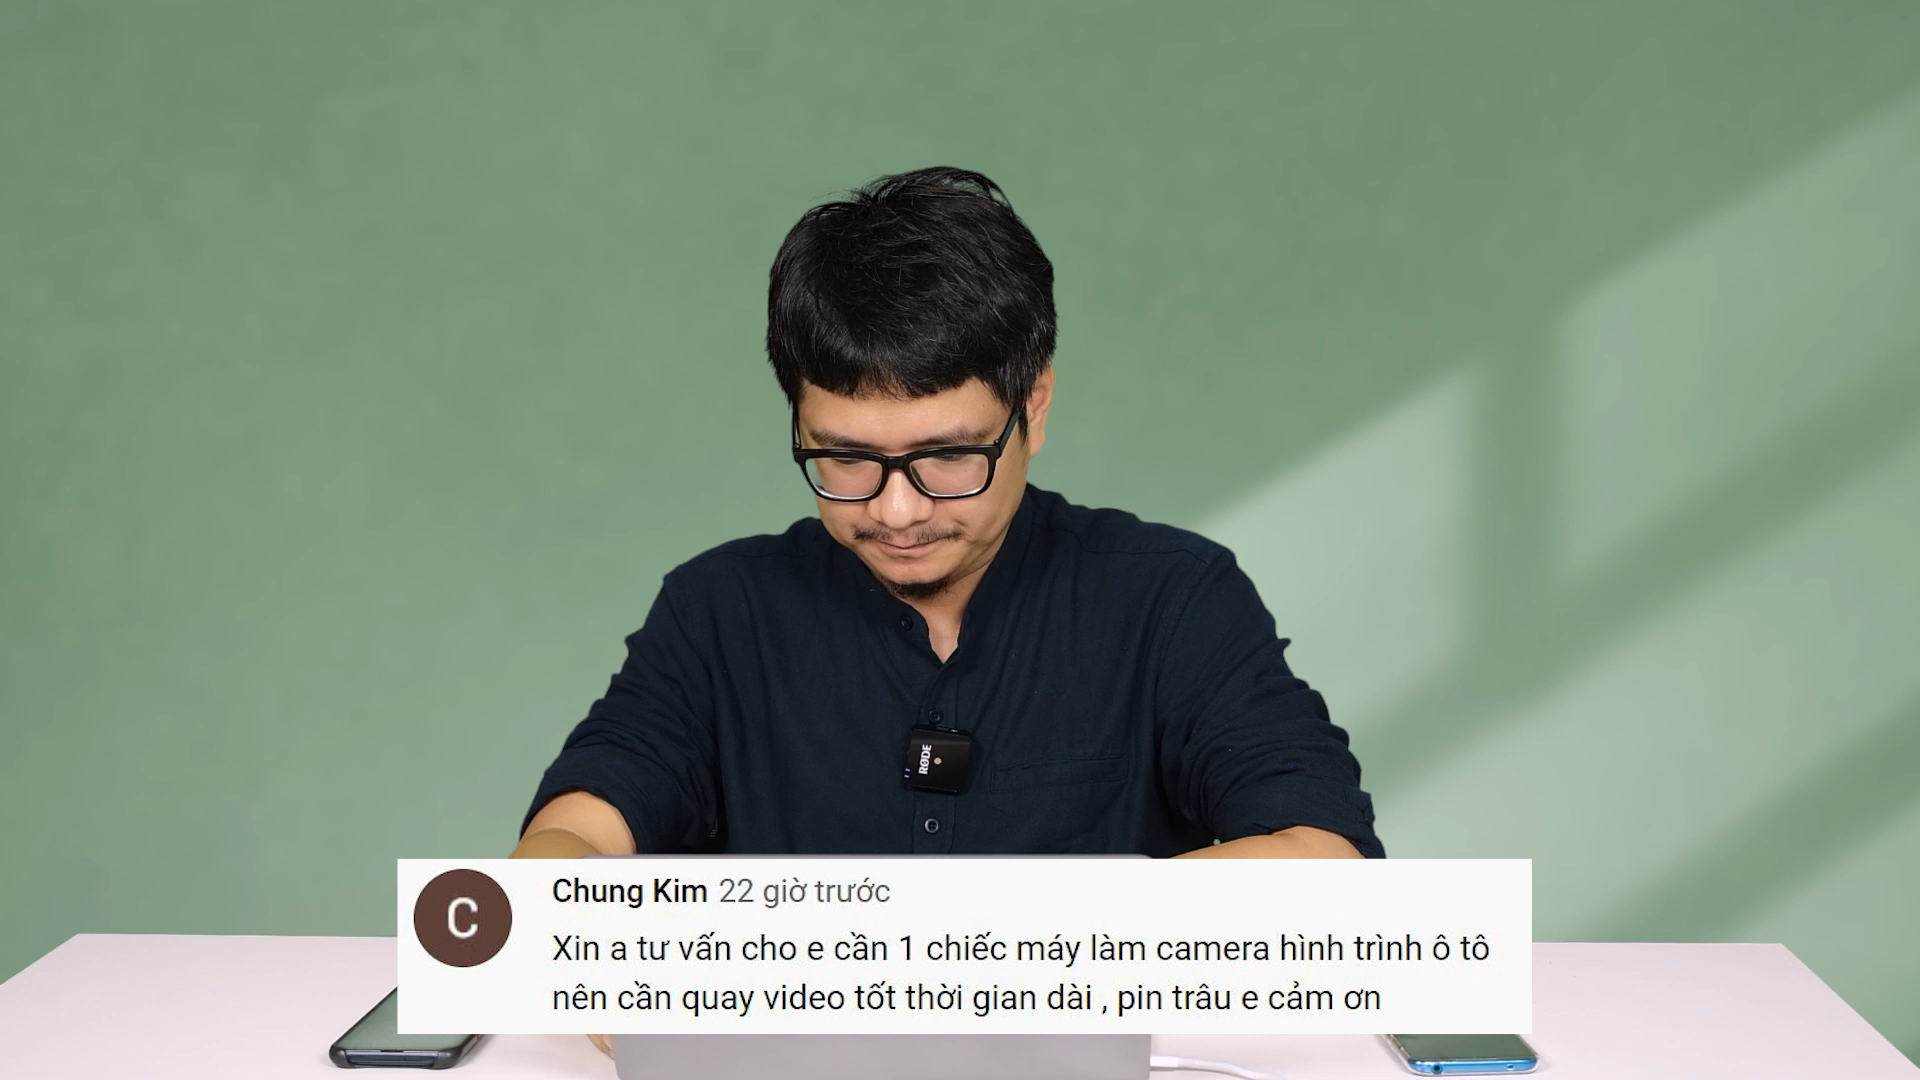 RØDE
C
Chung Kim 22 giờ trước
Xin a tư vấn cho e cần 1 chiếc máy làm camera hình trình ô tô
nên cần quay video tốt thời gian dài , pin trâu e cảm ơn